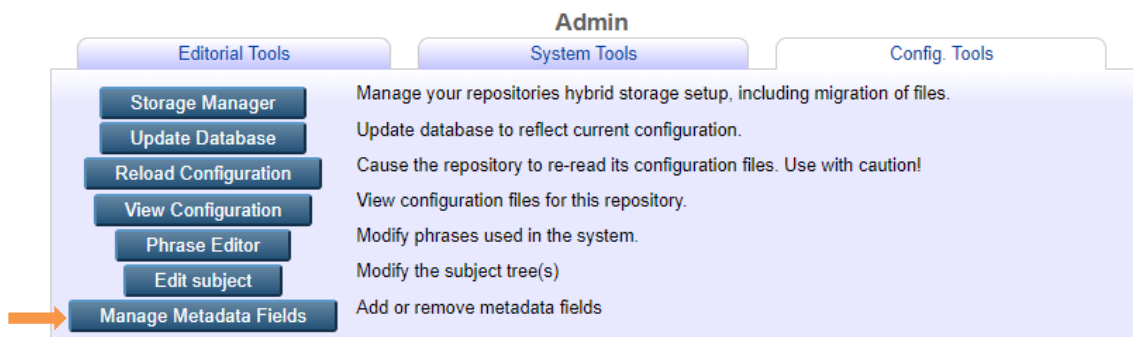 Admin
Editorial Tools System Tools Config. Tools
Storage Manager Manage your repositories hybrid storage setup, including migration of files.
Update Database Update database to reflect current configuration.
Reload Configuration Cause the repository to re-read its configuration files. Use with caution!
View Configuration View configuration files for this repository.
Phrase Editor Modify phrases used in the system.
Edit subject Modify the subject tree(s)
Manage Metadata Fields Add or remove metadata fields